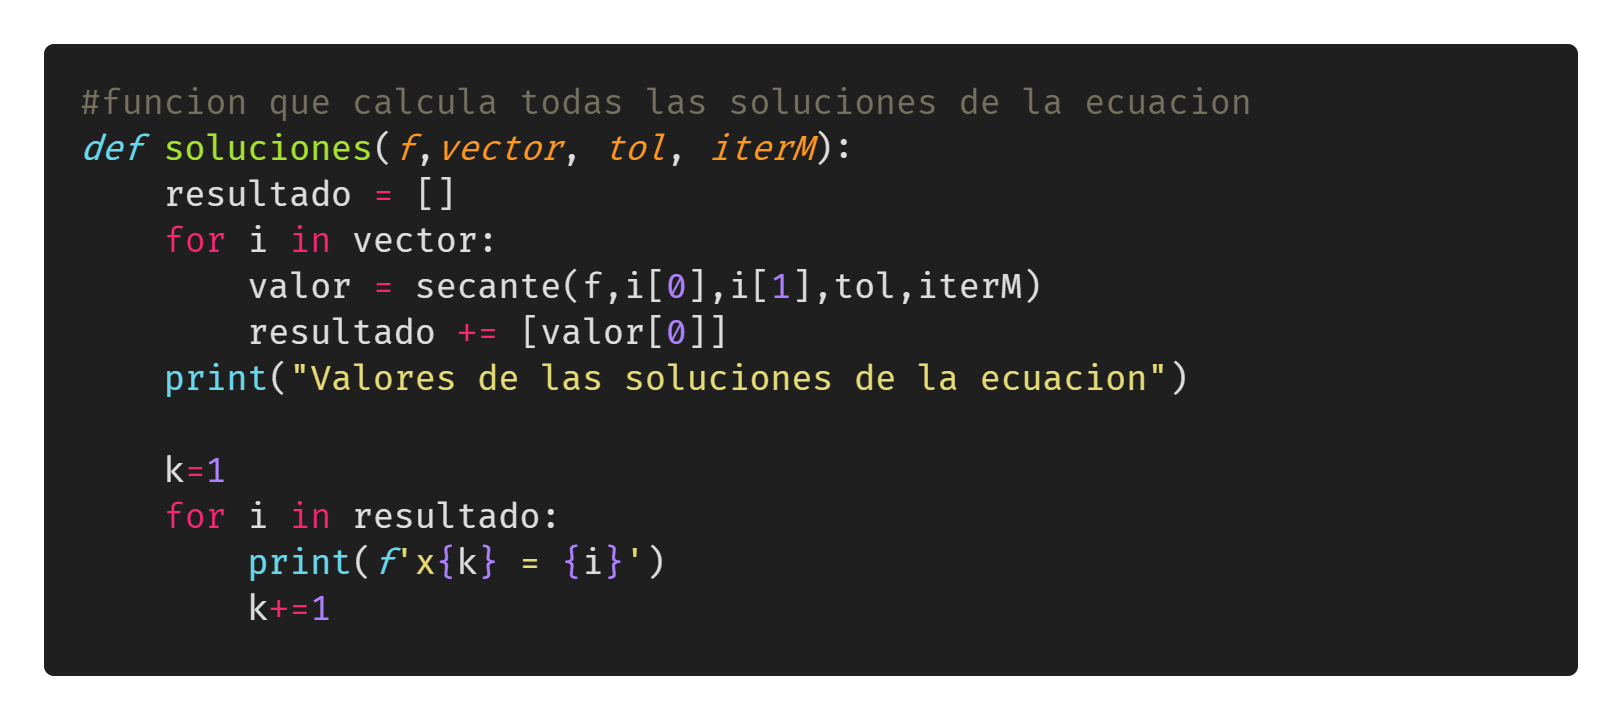 #funcion que calcula todas las soluciones de la ecuacion
def soluciones(f,vector, tol, iterM):
    resultado = []
    for i in vector:
        valor = secante(f,i[0],i[1],tol,iterM)
        resultado += [valor[0]]
    print("Valores de las soluciones de la ecuacion")

    k=1
    for i in resultado:
        print(f'x{k} = {i}')
        k+=1